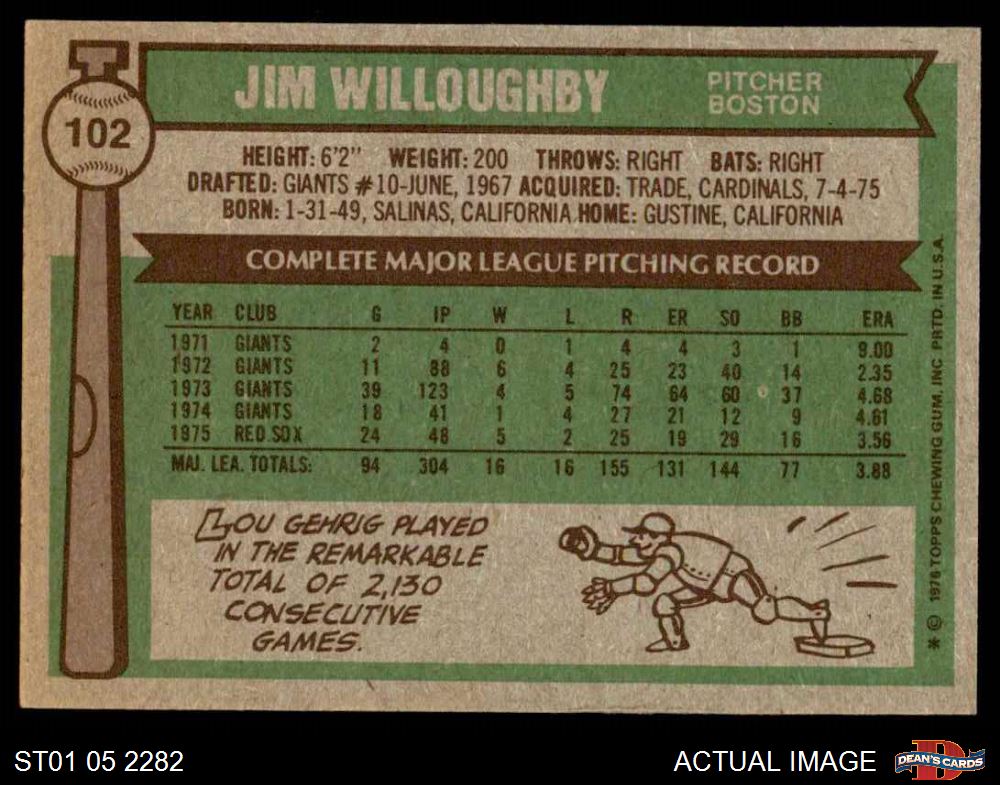 JIM WILLOUGHBY
PITCHER
BOSTON
102
HEIGHT: 6'2" WEIGHT: 200 THROWS: RIGHT BATS: RIGHT
DRAFTED: GIANTS #10-JUNE, 1967 ACQUIRED: TRADE, CARDINALS, 7-4-75
BORN: 1-31-49, SALINAS, CALIFORNIA HOME: GUSTINE, CALIFORNIA
COMPLETE MAJOR LEAGUE PITCHING RECORD
YEAR CLUB G IP W L R ER SO BB ERA
1971 GIANTS 2 4 0 1 4 4 3 1 9.00
1972 GIANTS 11 88 6 4 25 23 40 14 2.35
1973 GIANTS 39 123 4 5 74 64 60 37 4.68
1974 GIANTS 18 41 1 4 27 21 12 9 4.61
1975 RED SOX 24 48 5 2 25 19 29 16 3.56
MAJ. LEA. TOTALS: 94 304 16 16 155 131 144 77 3.88
LOU GEHRIG PLAYED
IN THE REMARKABLE
TOTAL OF 2,130
CONSECUTIVE
GAMES.
* © 1976 TOPPS CHEWING GUM, INC PRTD IN U.S.A.
ST01 05 2282
ACTUAL IMAGE
D
DEAN'S CARDS